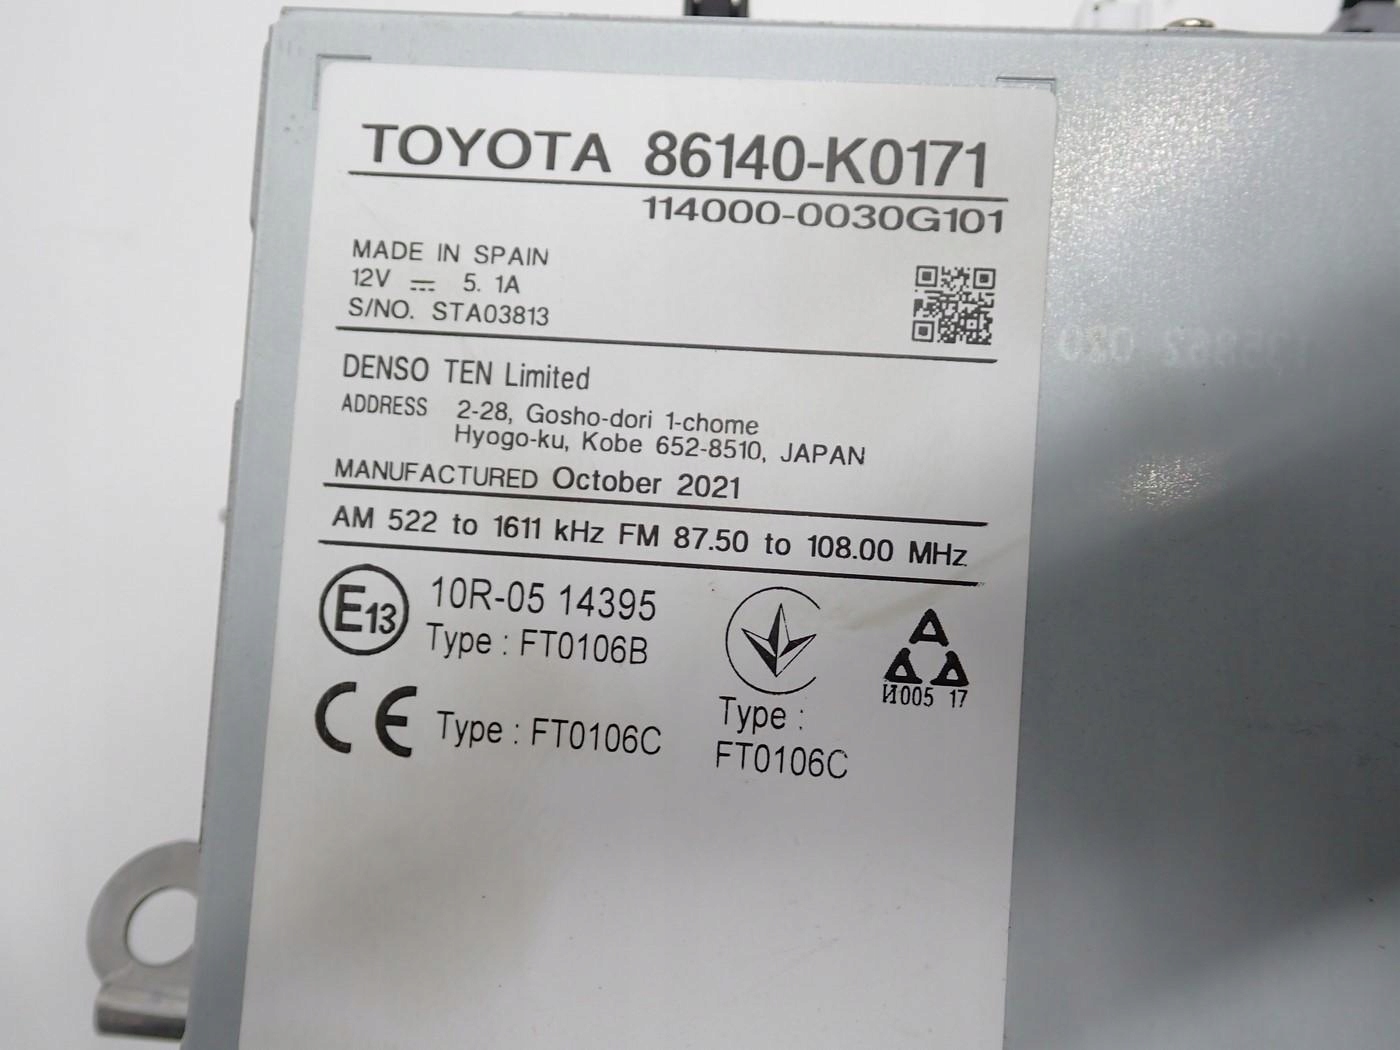 TOYOTA 86140-K0171
114000-0030G101
MADE IN SPAIN
12V ⎓ 5. 1A
S/NO. STA03813
DENSO TEN Limited
ADDRESS 2-28, Gosho-dori 1-chome
Hyogo-ku, Kobe 652-8510, JAPAN
MANUFACTURED October 2021
AM 522 to 1611 kHz FM 87.50 to 108.00 MHz
E13 10R-05 14395
Type : FT0106B
CE Type : FT0106C
Type :
FT0106C
И005 17